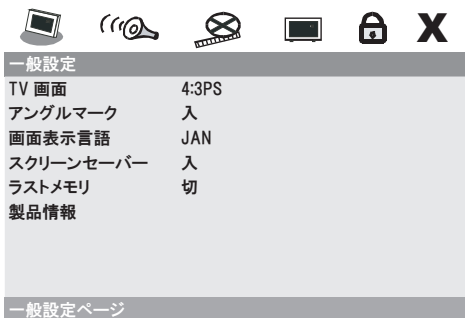 一般設定
TV 画面 4:3PS
アングルマーク 入
画面表示言語 JAN
スクリーンセーバー 入
ラストメモリ 切
製品情報
一般設定ページ